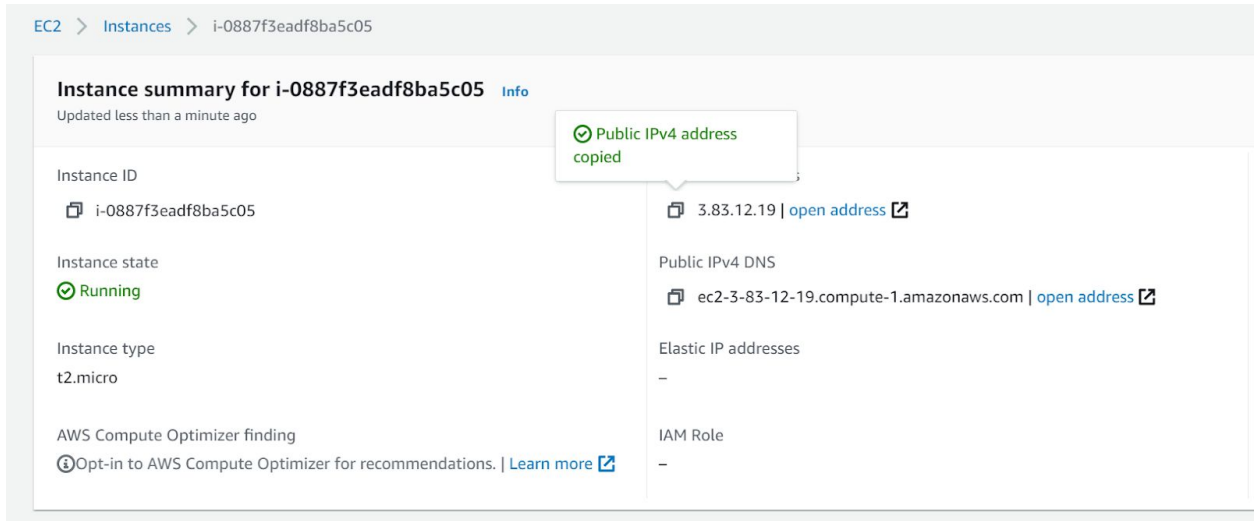 EC2 > Instances > i-0887f3eadf8ba5c05
Instance summary for i-0887f3eadf8ba5c05 Info
Updated less than a minute ago
Public IPv4 address
copied
Instance ID
i-0887f3eadf8ba5c05
3.83.12.19 | open address
Instance state
Running
Public IPv4 DNS
ec2-3-83-12-19.compute-1.amazonaws.com | open address
Instance type
t2.micro
Elastic IP addresses
–
AWS Compute Optimizer finding
Opt-in to AWS Compute Optimizer for recommendations. | Learn more
IAM Role
–